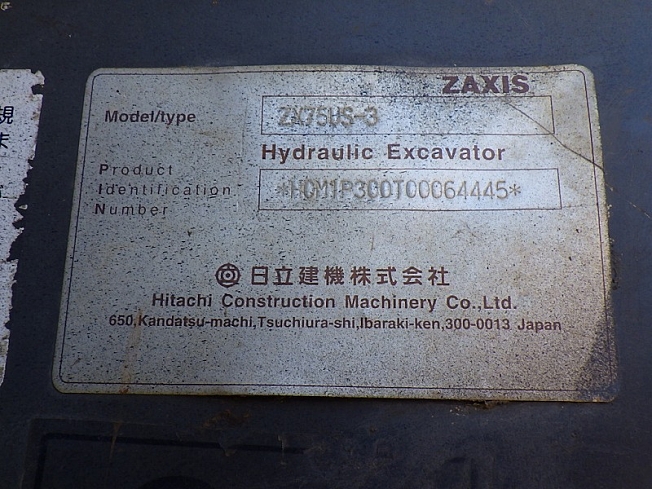 ZAXIS
Model/type ZX75US-3
Hydraulic Excavator
Product
Identification
Number
*HCM1P300T00064445*
日立建機株式会社
Hitachi Construction Machinery Co.,Ltd.
650,Kandatsu-machi,Tsuchiura-shi,Ibaraki-ken,300-0013 Japan
規